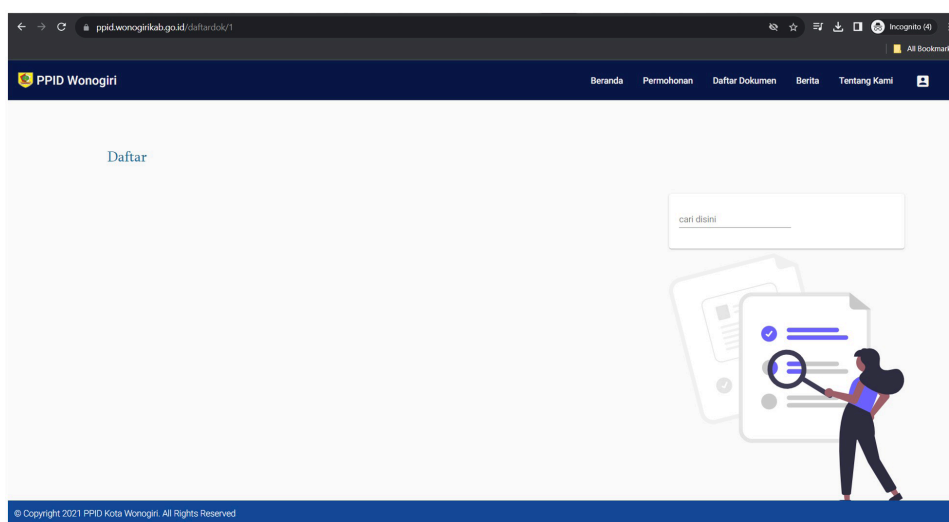 ppid.wonogirikab.go.id/daftardok/1
Incognito (4)
All Bookmark
PPID Wonogiri
Beranda Permohonan Daftar Dokumen Berita Tentang Kami
Daftar
cari disini
© Copyright 2021 PPID Kota Wonogiri. All Rights Reserved